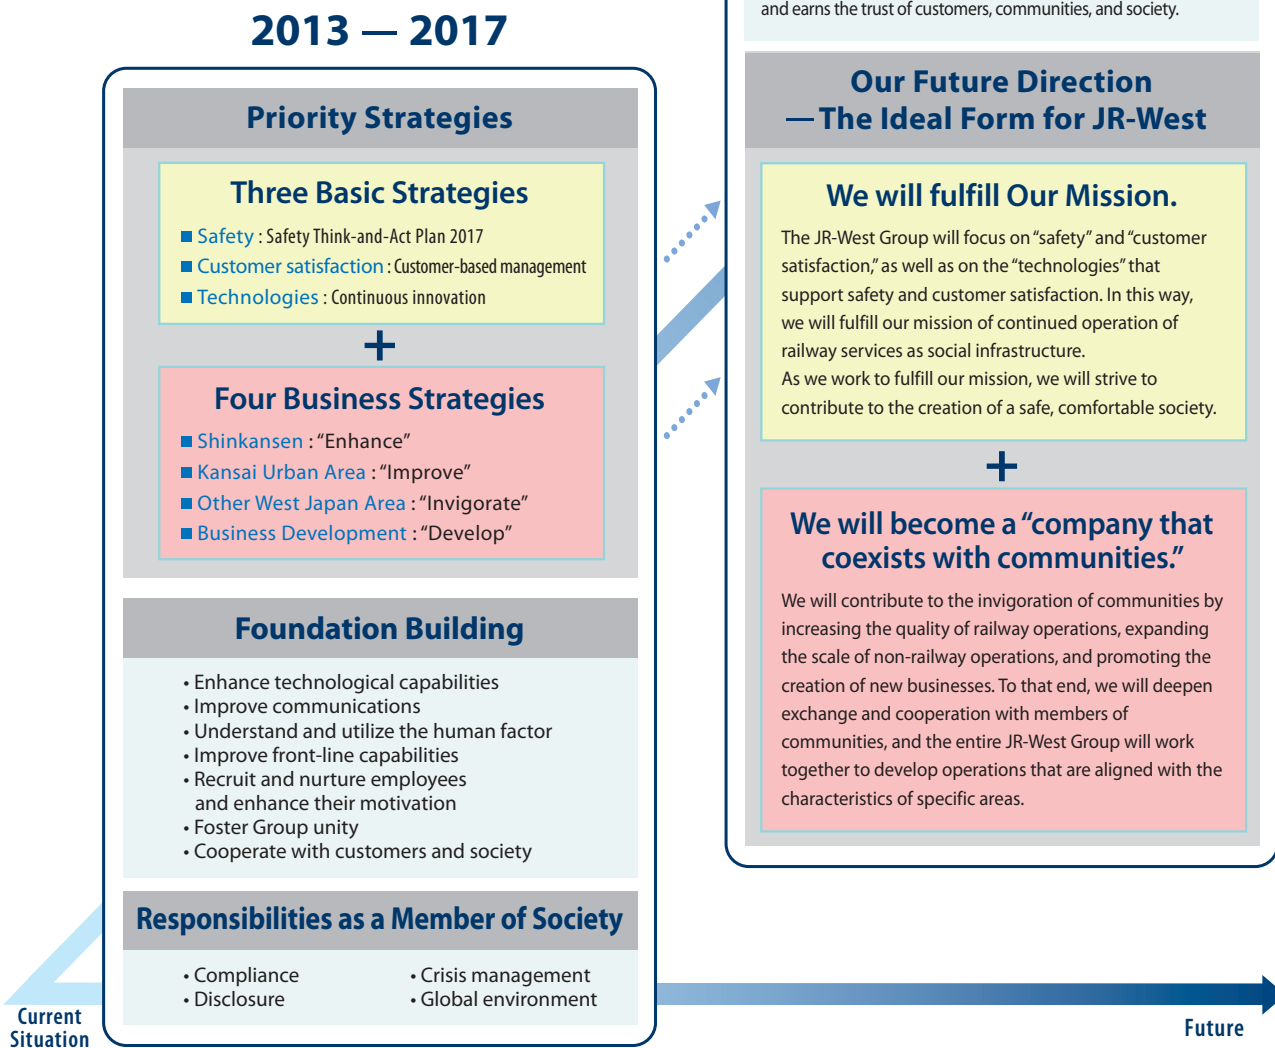 2013 — 2017
Priority Strategies
Three Basic Strategies
■ Safety : Safety Think-and-Act Plan 2017
■ Customer satisfaction : Customer-based management
■ Technologies : Continuous innovation
+
Four Business Strategies
■ Shinkansen : “Enhance”
■ Kansai Urban Area : “Improve”
■ Other West Japan Area : “Invigorate”
■ Business Development : “Develop”
Foundation Building
• Enhance technological capabilities
• Improve communications
• Understand and utilize the human factor
• Improve front-line capabilities
• Recruit and nurture employees
and enhance their motivation
• Foster Group unity
• Cooperate with customers and society
Responsibilities as a Member of Society
• Compliance
• Disclosure
• Crisis management
• Global environment
and earns the trust of customers, communities, and society.
Our Future Direction
— The Ideal Form for JR-West
We will fulfill Our Mission.
The JR-West Group will focus on “safety” and “customer
satisfaction,” as well as on the “technologies” that
support safety and customer satisfaction. In this way,
we will fulfill our mission of continued operation of
railway services as social infrastructure.
As we work to fulfill our mission, we will strive to
contribute to the creation of a safe, comfortable society.
+
We will become a “company that
coexists with communities.”
We will contribute to the invigoration of communities by
increasing the quality of railway operations, expanding
the scale of non-railway operations, and promoting the
creation of new businesses. To that end, we will deepen
exchange and cooperation with members of
communities, and the entire JR-West Group will work
together to develop operations that are aligned with the
characteristics of specific areas.
Current
Situation
Future